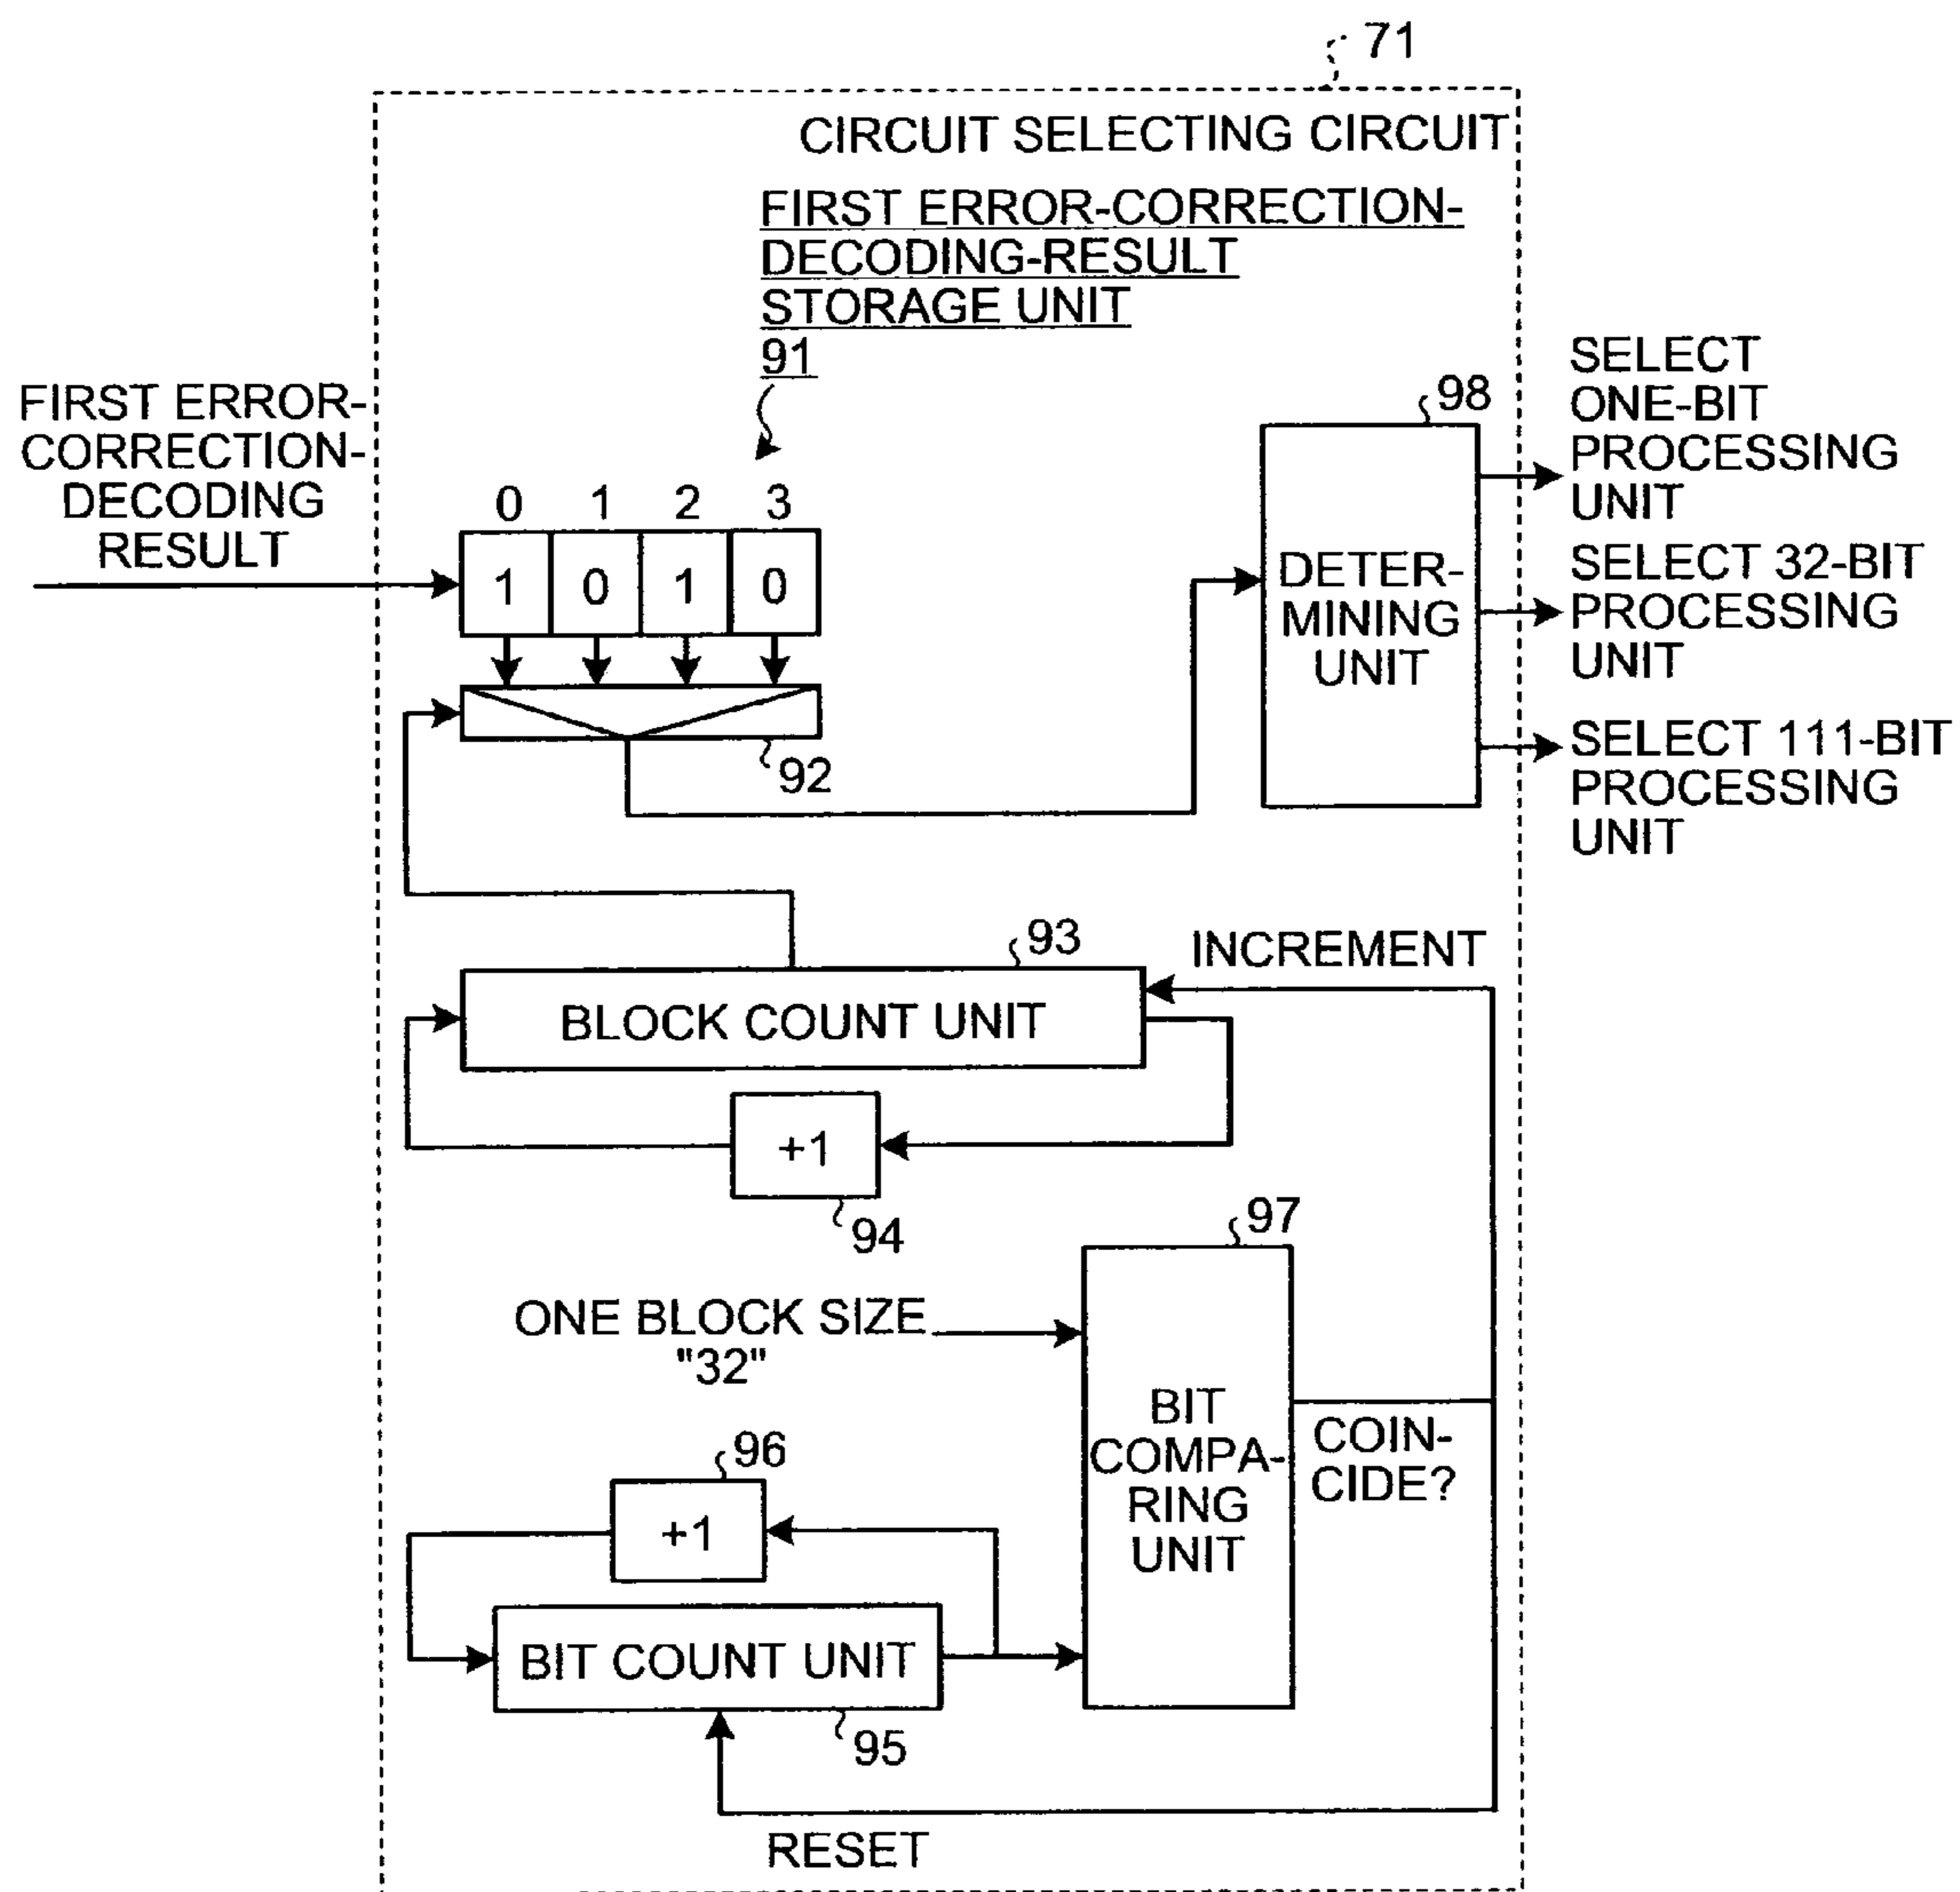 71
CIRCUIT SELECTING CIRCUIT
FIRST ERROR-CORRECTION-
DECODING-RESULT
STORAGE UNIT
91
FIRST ERROR-
CORRECTION-
DECODING
RESULT
0 1 2 3
1 0 1 0
92
98
DETER-
MINING
UNIT
SELECT
ONE-BIT
PROCESSING
UNIT
SELECT 32-BIT
PROCESSING
UNIT
SELECT 111-BIT
PROCESSING
UNIT
93
INCREMENT
BLOCK COUNT UNIT
+1
94
97
ONE BLOCK SIZE
"32"
BIT
COMPA-
RING
UNIT
COIN-
CIDE?
96
+1
BIT COUNT UNIT
95
RESET